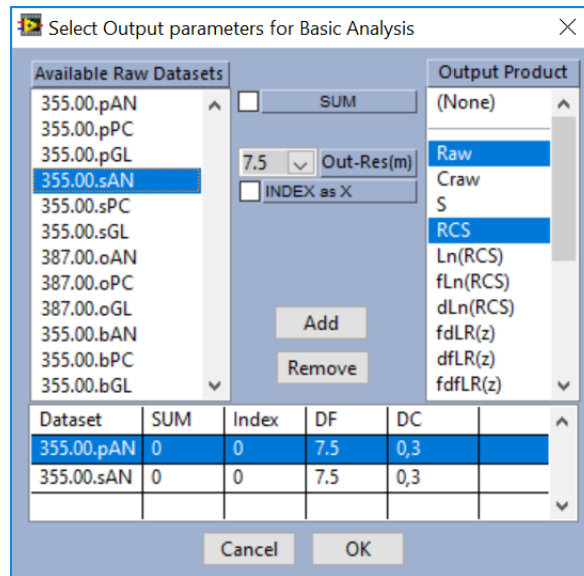 Select Output parameters for Basic Analysis
Available Raw Datasets
355.00.pAN
355.00.pPC
355.00.pGL
355.00.sAN
355.00.sPC
355.00.sGL
387.00.oAN
387.00.oPC
387.00.oGL
355.00.bAN
355.00.bPC
355.00.bGL
SUM
7.5 Out-Res(m)
INDEX as X
Add
Remove
Output Product
(None)
Raw
Craw
S
RCS
Ln(RCS)
fLn(RCS)
dLn(RCS)
fdLR(z)
dfLR(z)
fdfLR(z)
Dataset SUM Index DF DC
355.00.pAN 0 0 7.5 0,3
355.00.sAN 0 0 7.5 0,3
Cancel OK